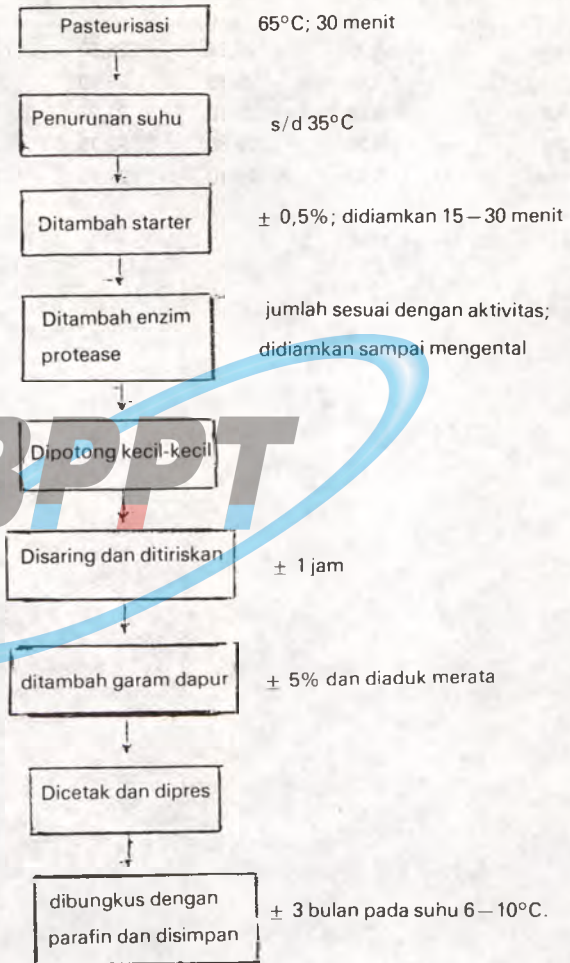 Pasteurisasi 65°C; 30 menit
Penurunan suhu s/d 35°C
Ditambah starter ± 0,5%; didiamkan 15–30 menit
Ditambah enzim protease
jumlah sesuai dengan aktivitas;
didiamkan sampai mengental
BPPT
Dipotong kecil-kecil
Disaring dan ditiriskan ± 1 jam
ditambah garam dapur ± 5% dan diaduk merata
Dicetak dan dipres
dibungkus dengan
parafin dan disimpan
± 3 bulan pada suhu 6–10°C.